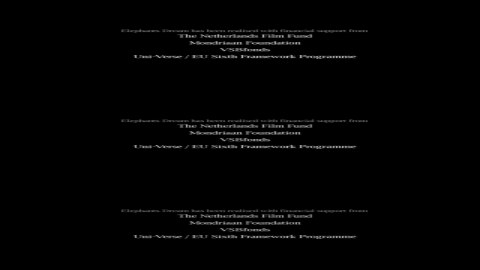 Elephants Dream has been realised with financial support from
The Netherlands Film Fund
Mondriaan Foundation
VSBfonds
Uni-Verse / EU Sixth Framework Programme
Elephants Dream has been realised with financial support from
The Netherlands Film Fund
Mondriaan Foundation
VSBfonds
Uni-Verse / EU Sixth Framework Programme
Elephants Dream has been realised with financial support from
The Netherlands Film Fund
Mondriaan Foundation
VSBfonds
Uni-Verse / EU Sixth Framework Programme